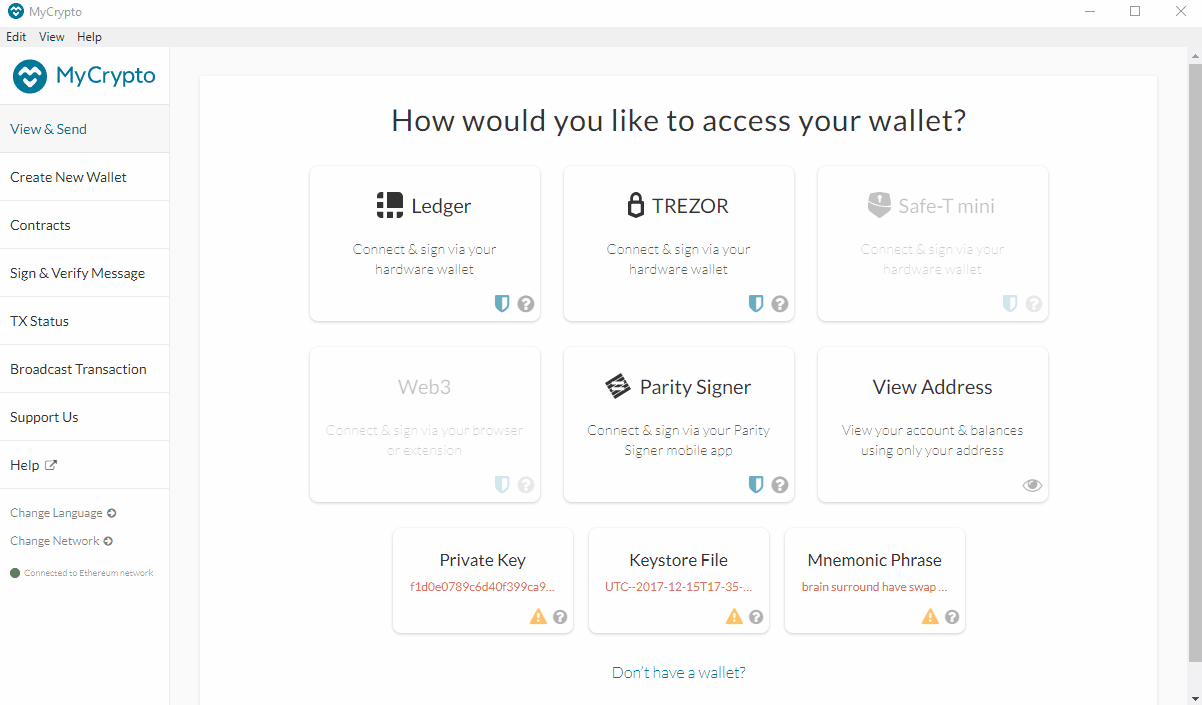 MyCrypto
Edit View Help
MyCrypto
View & Send
Create New Wallet
Contracts
Sign & Verify Message
TX Status
Broadcast Transaction
Support Us
Help
Change Language
Change Network
Connected to Ethereum network
How would you like to access your wallet?
Ledger
Connect & sign via your
hardware wallet
TREZOR
Connect & sign via your
hardware wallet
Safe-T mini
Connect & sign via your
hardware wallet
Web3
Connect & sign via your browser
or extension
Parity Signer
Connect & sign via your Parity
Signer mobile app
View Address
View your account & balances
using only your address
Private Key
f1d0e0789c6d40f399ca9...
Keystore File
UTC--2017-12-15T17-35-...
Mnemonic Phrase
brain surround have swap ...
Don't have a wallet?